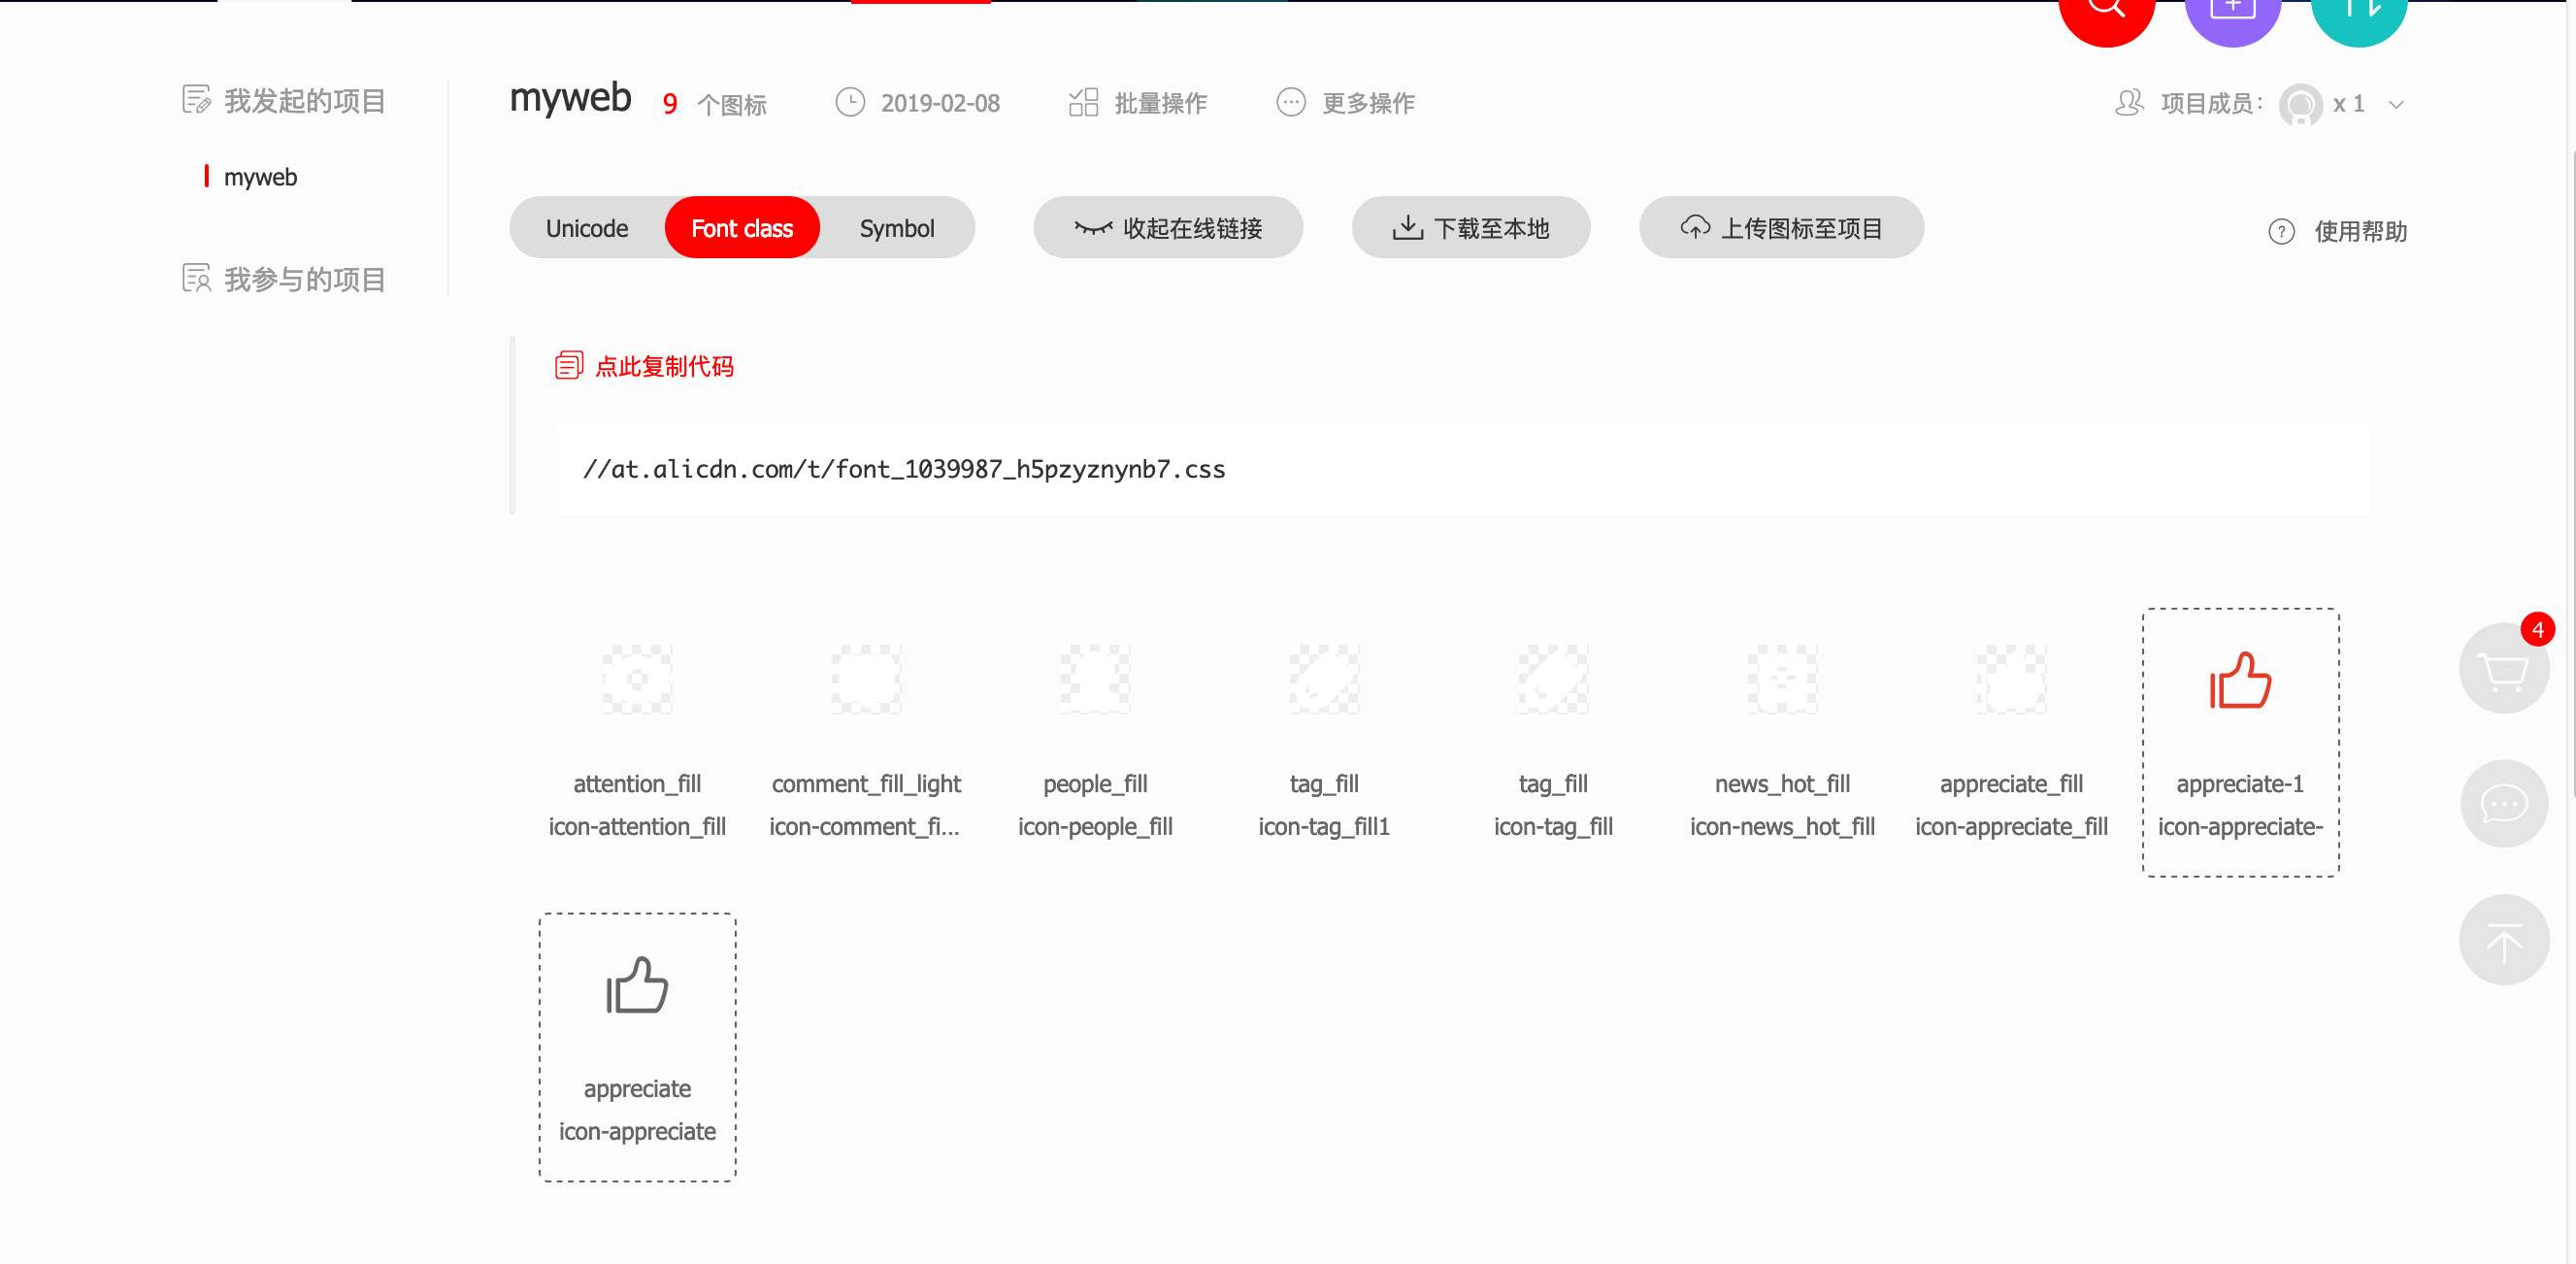 我发起的项目
myweb
我参与的项目
myweb 9 个图标 2019-02-08 批量操作 更多操作 项目成员： x 1
Unicode Font class Symbol 收起在线链接 下载至本地 上传图标至项目 使用帮助
点此复制代码
//at.alicdn.com/t/font_1039987_h5pzyznynb7.css
4
attention_fill comment_fill_light people_fill tag_fill tag_fill news_hot_fill appreciate_fill appreciate-1
icon-attention_fill icon-comment_fi... icon-people_fill icon-tag_fill1 icon-tag_fill icon-news_hot_fill icon-appreciate_fill icon-appreciate-
appreciate
icon-appreciate